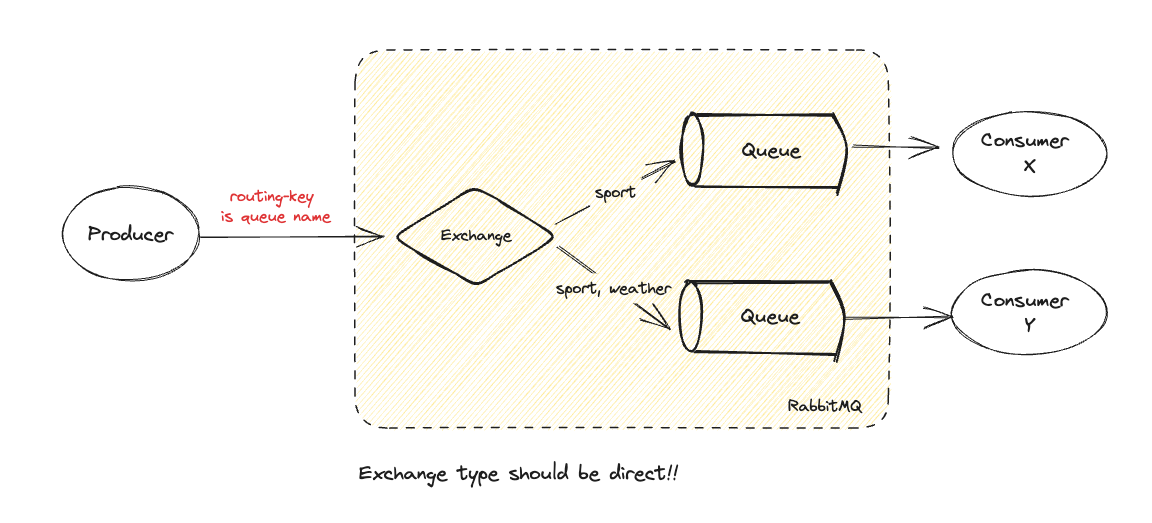 routing-key
is queue name
Producer
Exchange
sport
sport, weather
Queue
Queue
Consumer
X
Consumer
Y
RabbitMQ
Exchange type should be direct!!